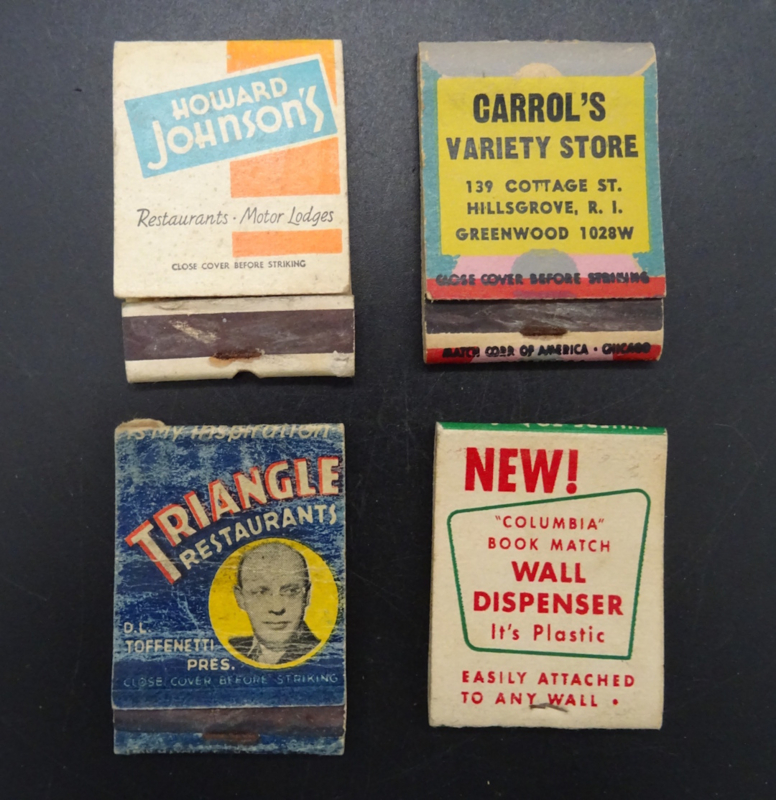 HOWARD
JOHNSON'S
Restaurants · Motor Lodges
CLOSE COVER BEFORE STRIKING
CARROL'S
VARIETY STORE
139 COTTAGE ST.
HILLSGROVE, R. I.
GREENWOOD 1028W
CLOSE COVER BEFORE STRIKING
MATCH CORP. OF AMERICA · CHICAGO
is My Inspiration
TRIANGLE
RESTAURANTS
D.L.
TOFFENETTI
PRES.
CLOSE COVER BEFORE STRIKING
NEW!
"COLUMBIA"
BOOK MATCH
WALL
DISPENSER
It's Plastic
EASILY ATTACHED
TO ANY WALL •